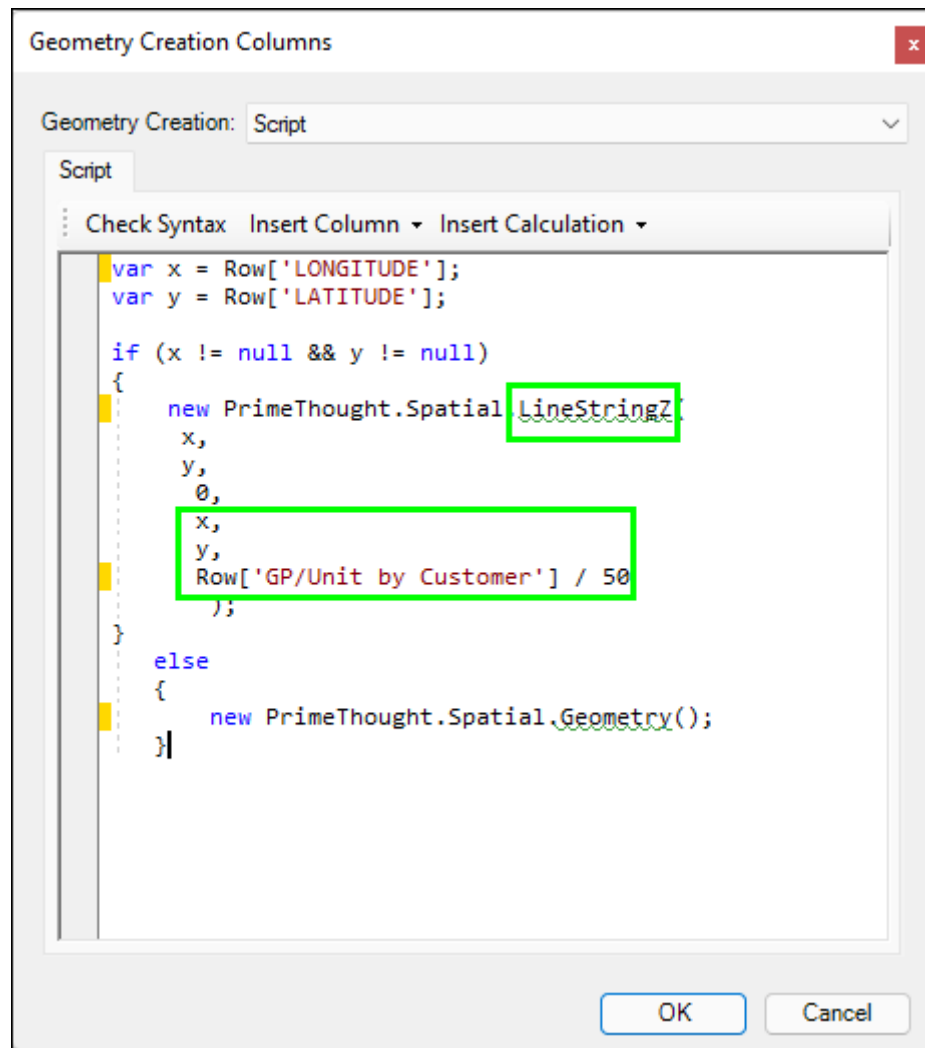 Geometry Creation Columns
x
Geometry Creation: Script
Script
Check Syntax Insert Column Insert Calculation
var x = Row['LONGITUDE'];
var y = Row['LATITUDE'];
if (x != null && y != null)
{
new PrimeThought.Spatial.LineStringZ(
x,
y,
0,
x,
y,
Row['GP/Unit by Customer'] / 50
);
}
else
{
new PrimeThought.Spatial.Geometry();
}
OK Cancel